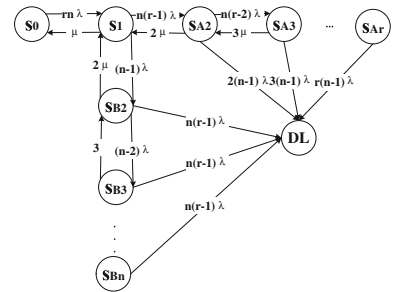 rn λ n(r-1) λ n(r-2) λ
S0 S1 SA2 SA3 ... SAr
μ 2 μ 3 μ
2 μ (n-1) λ 2(n-1) λ 3(n-1) λ r(n-1) λ
SB2 n(r-1) λ
DL
3 (n-2) λ n(r-1) λ
SB3
n(r-1) λ
. . .
SBn